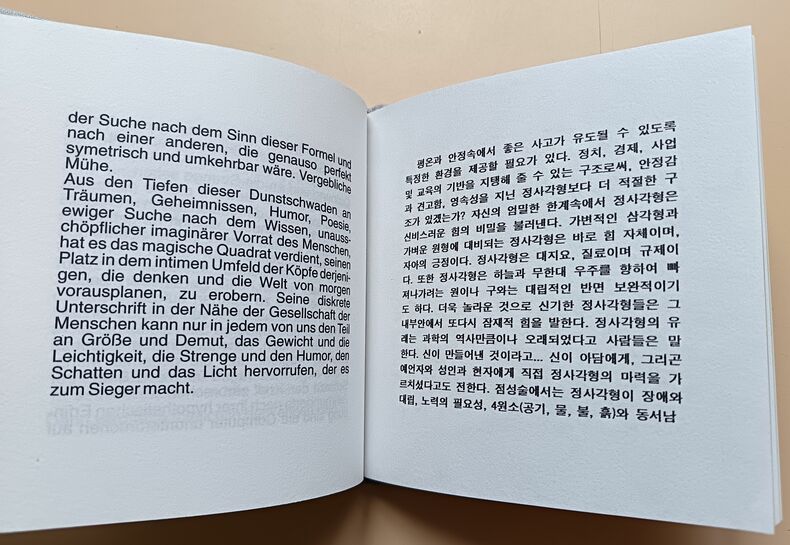 der Suche nach dem Sinn dieser Formel und
nach einer anderen, die genauso perfekt
symetrisch und umkehrbar wäre. Vergebliche
Mühe.
Aus den Tiefen dieser Dunstschwaden an
Träumen, Geheimnissen, Humor, Poesie,
ewiger Suche nach dem Wissen, unauss-
chöpflicher imaginärer Vorrat des Menschen,
hat es das magische Quadrat verdient, seinen
Platz in dem intimen Umfeld der Köpfe derjeni-
gen, die denken und die Welt von morgen
vorausplanen, zu erobern. Seine diskrete
Unterschrift in der Nähe der Gesellschaft der
Menschen kann nur in jedem von uns den Teil
an Größe und Demut, das Gewicht und die
Leichtigkeit, die Strenge und den Humor, den
Schatten und das Licht hervorrufen, der es
zum Sieger macht.
평온과 안정속에서 좋은 사고가 유도될 수 있도록
특정한 환경을 제공할 필요가 있다. 정치, 경제, 사업
및 교육의 기반을 지탱해 줄 수 있는 구조로써, 안정감
과 견고함, 영속성을 지닌 정사각형보다 더 적절한 구
조가 있겠는가? 자신의 엄밀한 한계속에서 정사각형은
신비스러운 힘의 비밀을 불러낸다. 가변적인 삼각형과
가벼운 원형에 대비되는 정사각형은 바로 힘 자체이며,
자아의 긍정이다. 정사각형은 대지요, 질료이며 규제이
다. 또한 정사각형은 하늘과 무한대 우주를 향하여 빠
져나가려는 원이나 구와는 대립적인 반면 보완적이기
도 하다. 더욱 놀라운 것으로 신기한 정사각형들은 그
내부안에서 또다시 잠재적 힘을 발한다. 정사각형의 유
래는 과학의 역사만큼이나 오래되었다고 사람들은 말
한다. 신이 만들어낸 것이라고... 신이 아담에게, 그리곤
예언자와 성인과 현자에게 직접 정사각형의 마력을 가
르치셨다고도 전한다. 점성술에서는 정사각형이 장애와
대립, 노력의 필요성, 4원소(공기, 물, 불, 흙)와 동서남